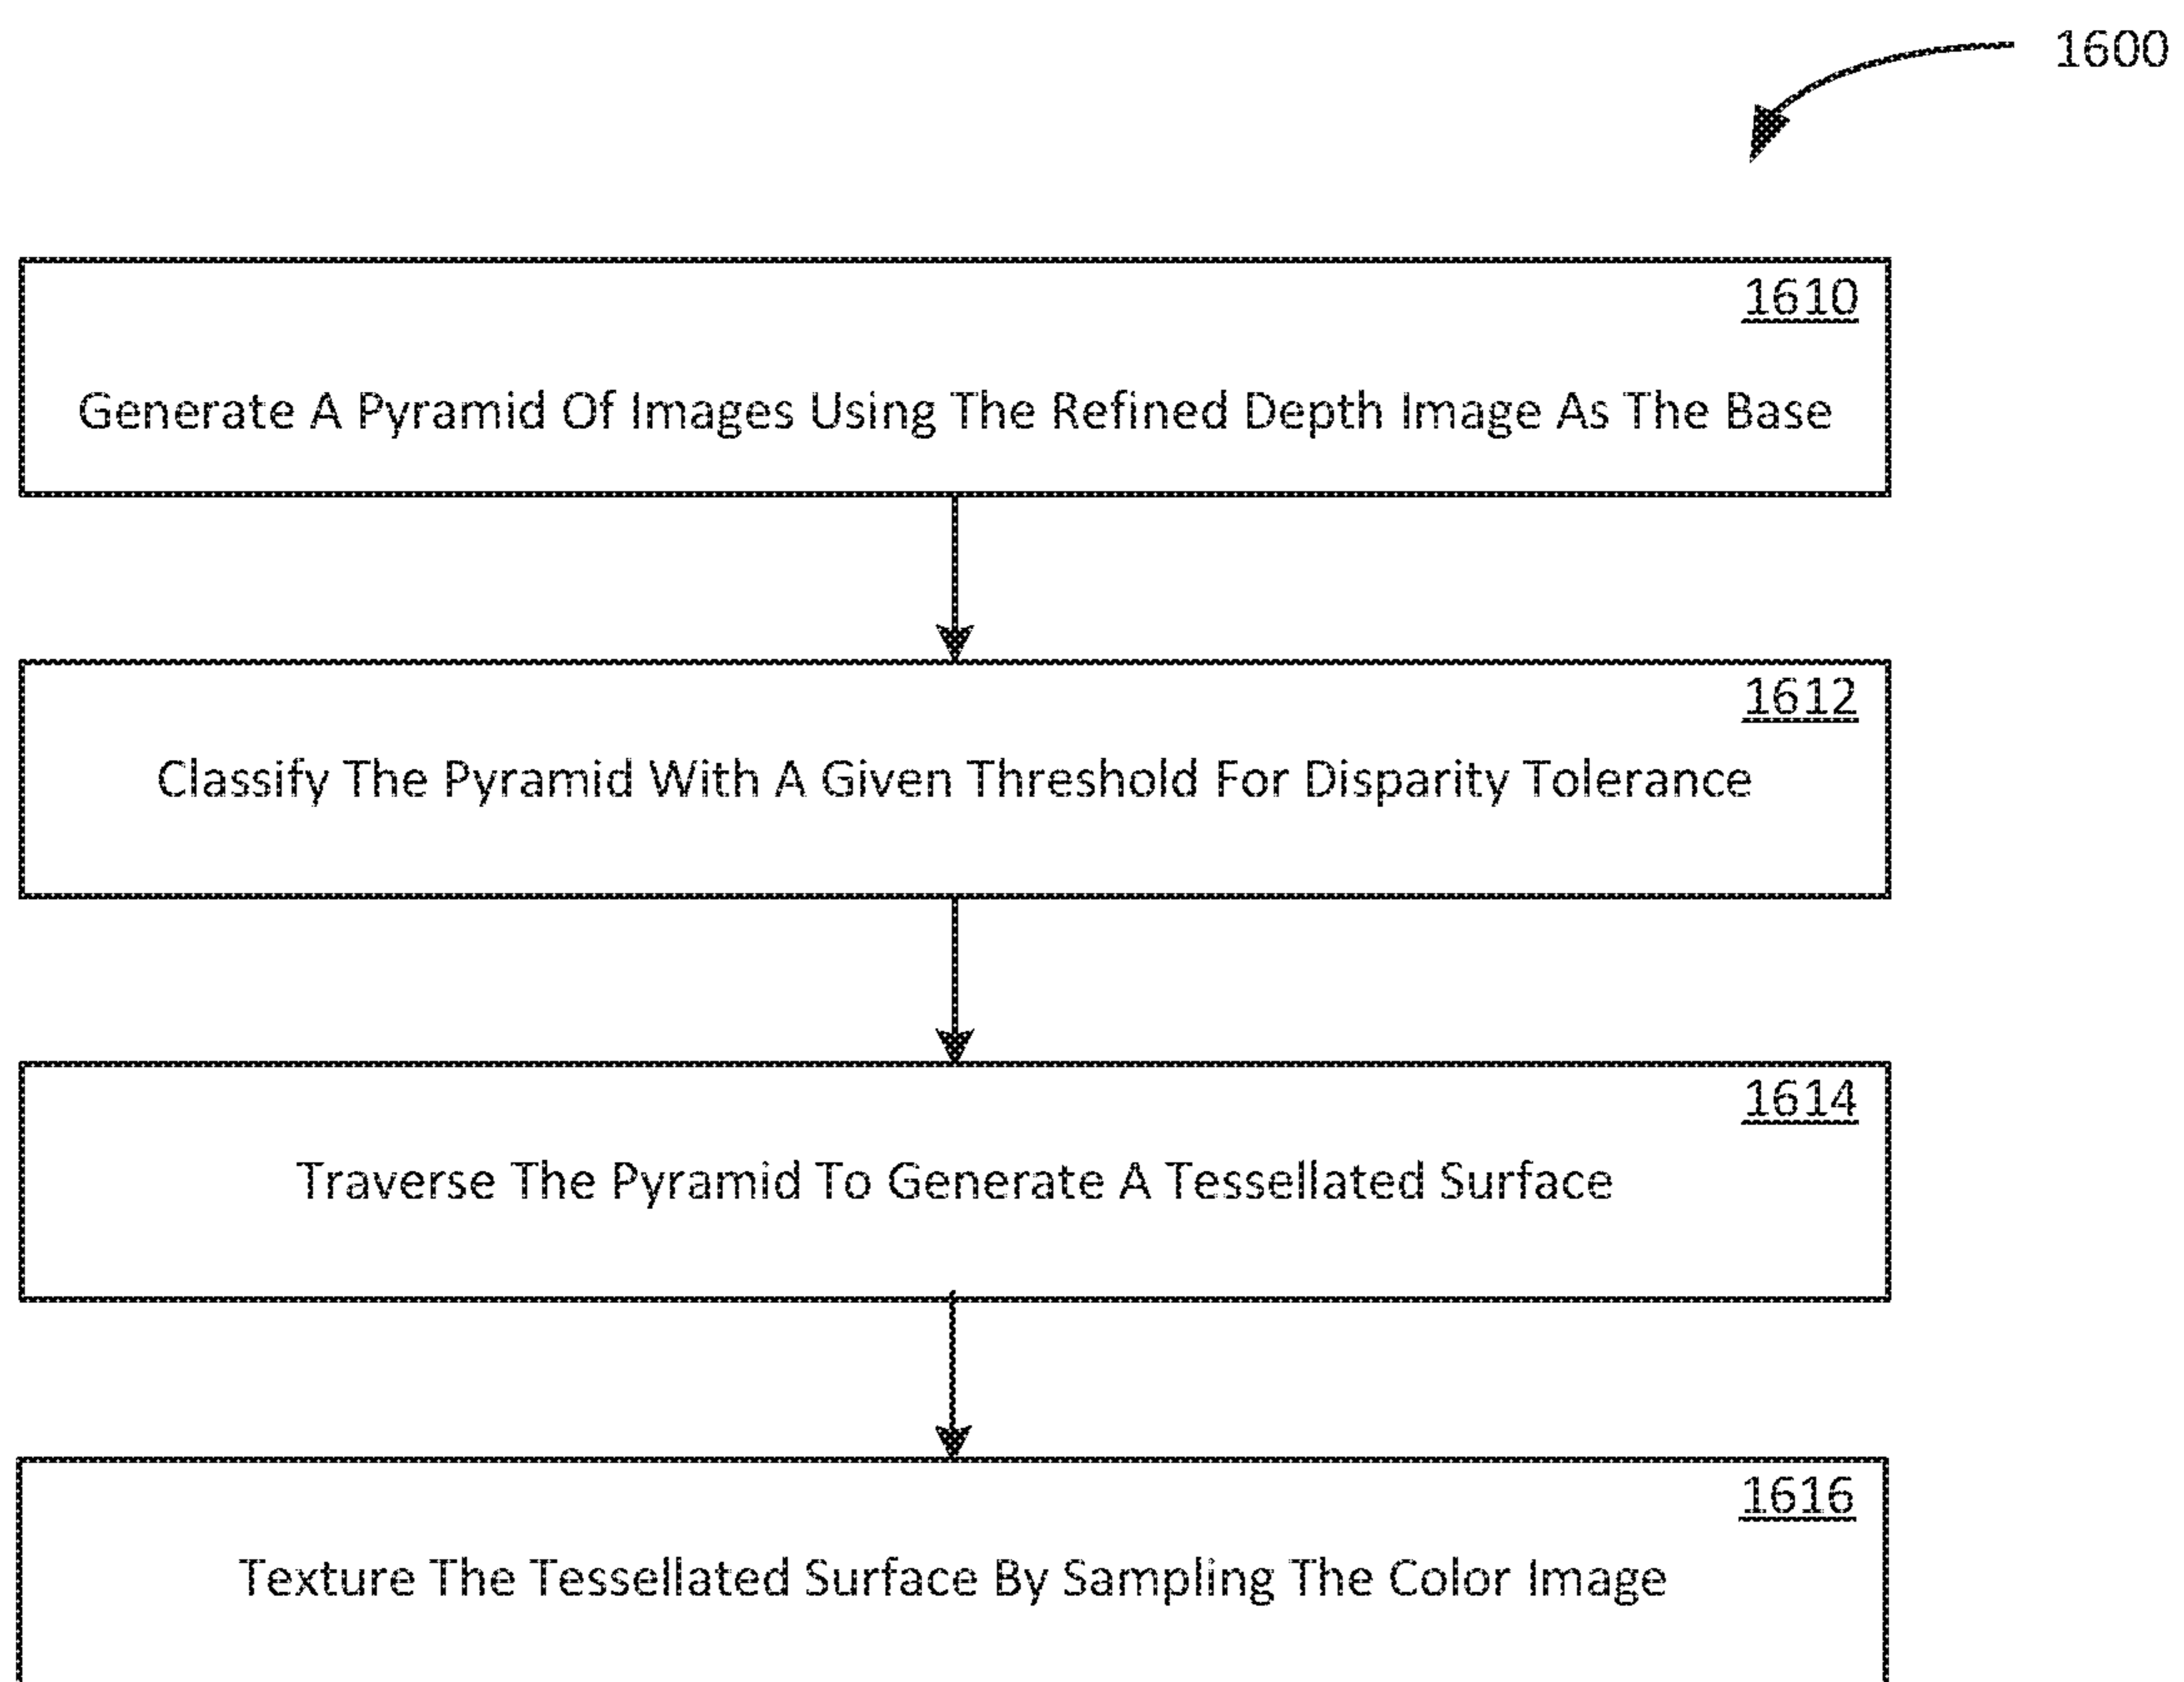 1600
1610
Generate A Pyramid Of Images Using The Refined Depth Image As The Base
1612
Classify The Pyramid With A Given Threshold For Disparity Tolerance
1614
Traverse The Pyramid To Generate A Tessellated Surface
1616
Texture The Tessellated Surface By Sampling The Color Image